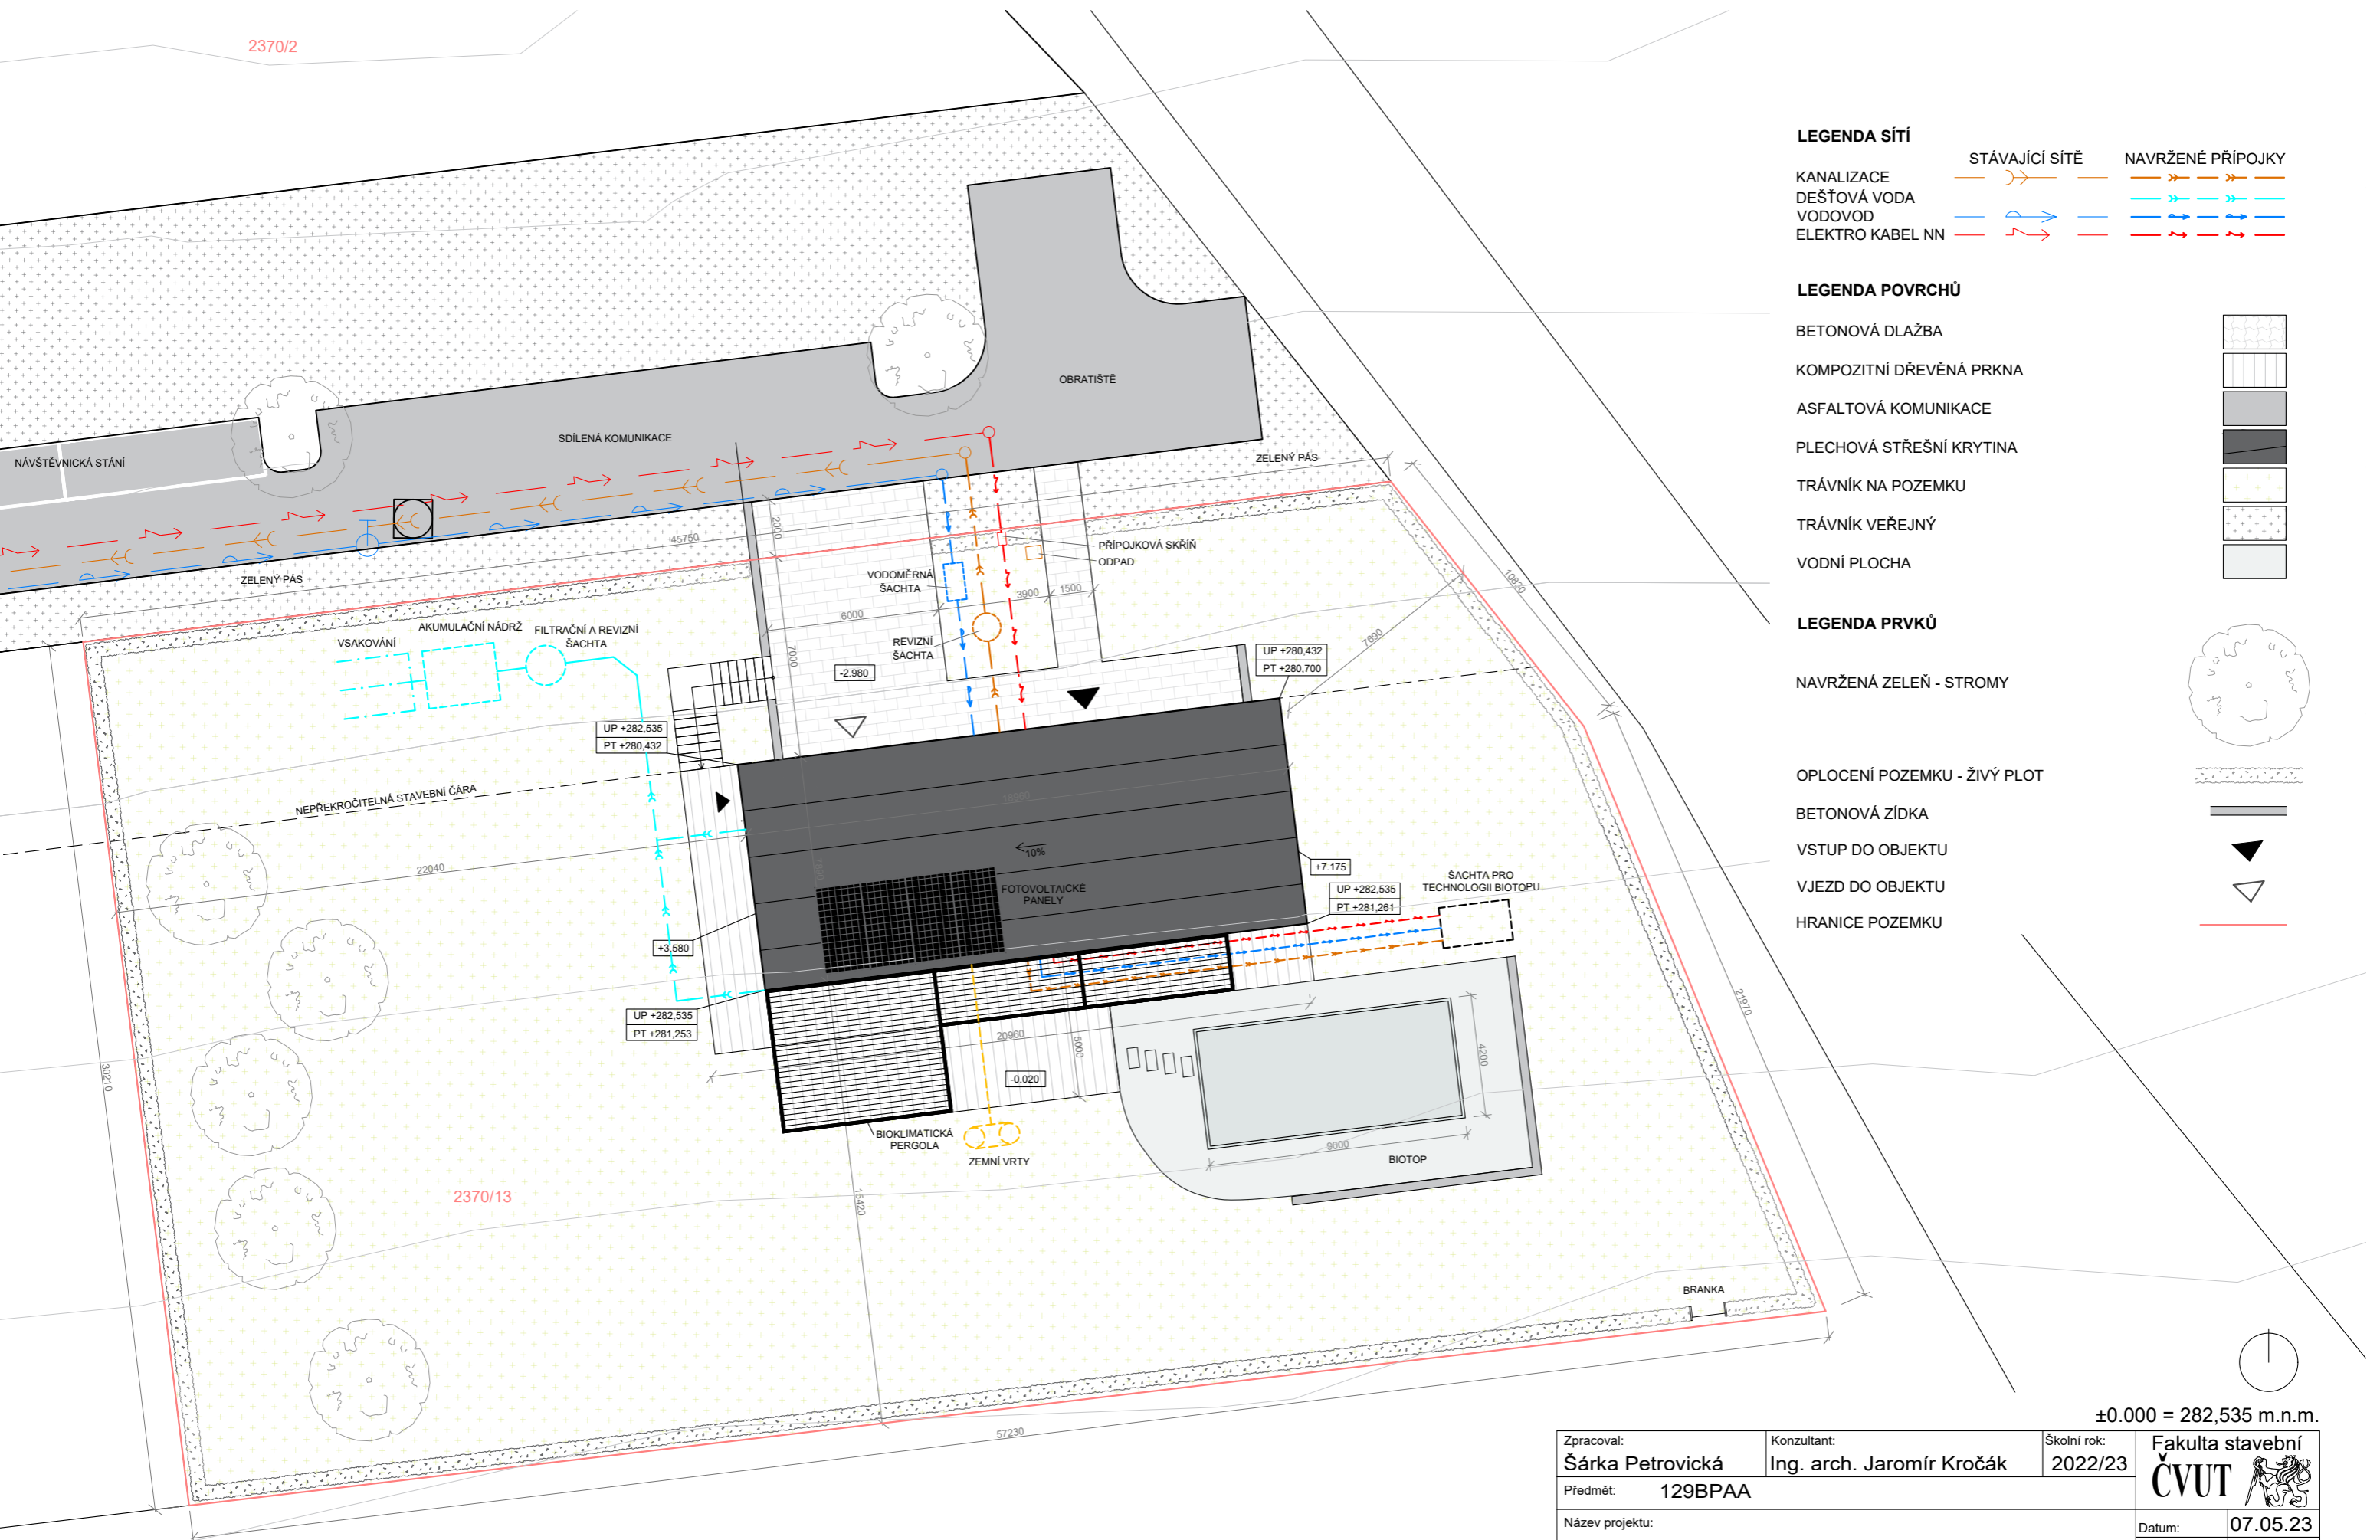 2370/2
LEGENDA SÍTÍ
STÁVAJÍCÍ SÍTĚ
NAVRŽENÉ PŘÍPOJKY
KANALIZACE
DEŠŤOVÁ VODA
VODOVOD
ELEKTRO KABEL NN
LEGENDA POVRCHŮ
BETONOVÁ DLAŽBA
KOMPOZITNÍ DŘEVĚNÁ PRKNA
ASFALTOVÁ KOMUNIKACE
PLECHOVÁ STŘEŠNÍ KRYTINA
TRÁVNÍK NA POZEMKU
TRÁVNÍK VEŘEJNÝ
VODNÍ PLOCHA
LEGENDA PRVKŮ
NAVRŽENÁ ZELEŇ - STROMY
OPLOCENÍ POZEMKU - ŽIVÝ PLOT
BETONOVÁ ZÍDKA
VSTUP DO OBJEKTU
VJEZD DO OBJEKTU
HRANICE POZEMKU
OBRATIŠTĚ
SDÍLENÁ KOMUNIKACE
NÁVŠTĚVNICKÁ STÁNÍ
ZELENÝ PÁS
ZELENÝ PÁS
2000
45750
PŘÍPOJKOVÁ SKŘÍŇ
ODPAD
VODOMĚRNÁ
ŠACHTA
3900
1500
6000
10830
7690
REVIZNÍ
ŠACHTA
7000
-2.980
VSAKOVÁNÍ
AKUMULAČNÍ NÁDRŽ
FILTRAČNÍ A REVIZNÍ
ŠACHTA
UP +280,432
PT +280,700
UP +282,535
PT +280,432
NEPŘEKROČITELNÁ STAVEBNÍ ČÁRA
22040
10%
FOTOVOLTAICKÉ
PANELY
+7.175
UP +282,535
PT +281,261
ŠACHTA PRO
TECHNOLOGII BIOTOPU
+3.580
UP +282,535
PT +281,253
20960
5000
-0.020
4200
21970
30210
BIOKLIMATICKÁ
PERGOLA
ZEMNÍ VRTY
9000
BIOTOP
2370/13
15420
BRANKA
57230
±0.000 = 282,535 m.n.m.
Zpracoval:
Šárka Petrovická
Konzultant:
Ing. arch. Jaromír Kročák
Školní rok:
2022/23
Fakulta stavební
ČVUT
Předmět: 129BPAA
Název projektu:
Datum: 07.05.23